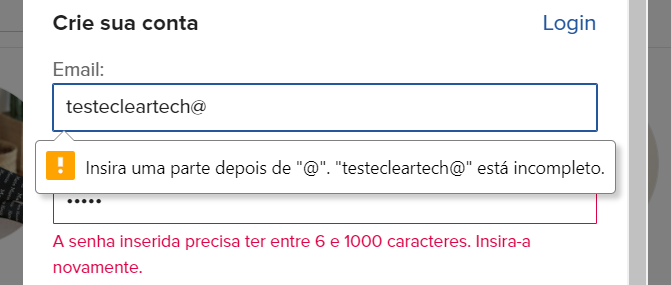 Crie sua conta Login
Email:
testecleartech@
Insira uma parte depois de "@". "testecleartech@" está incompleto.
•••••
A senha inserida precisa ter entre 6 e 1000 caracteres. Insira-a
novamente.